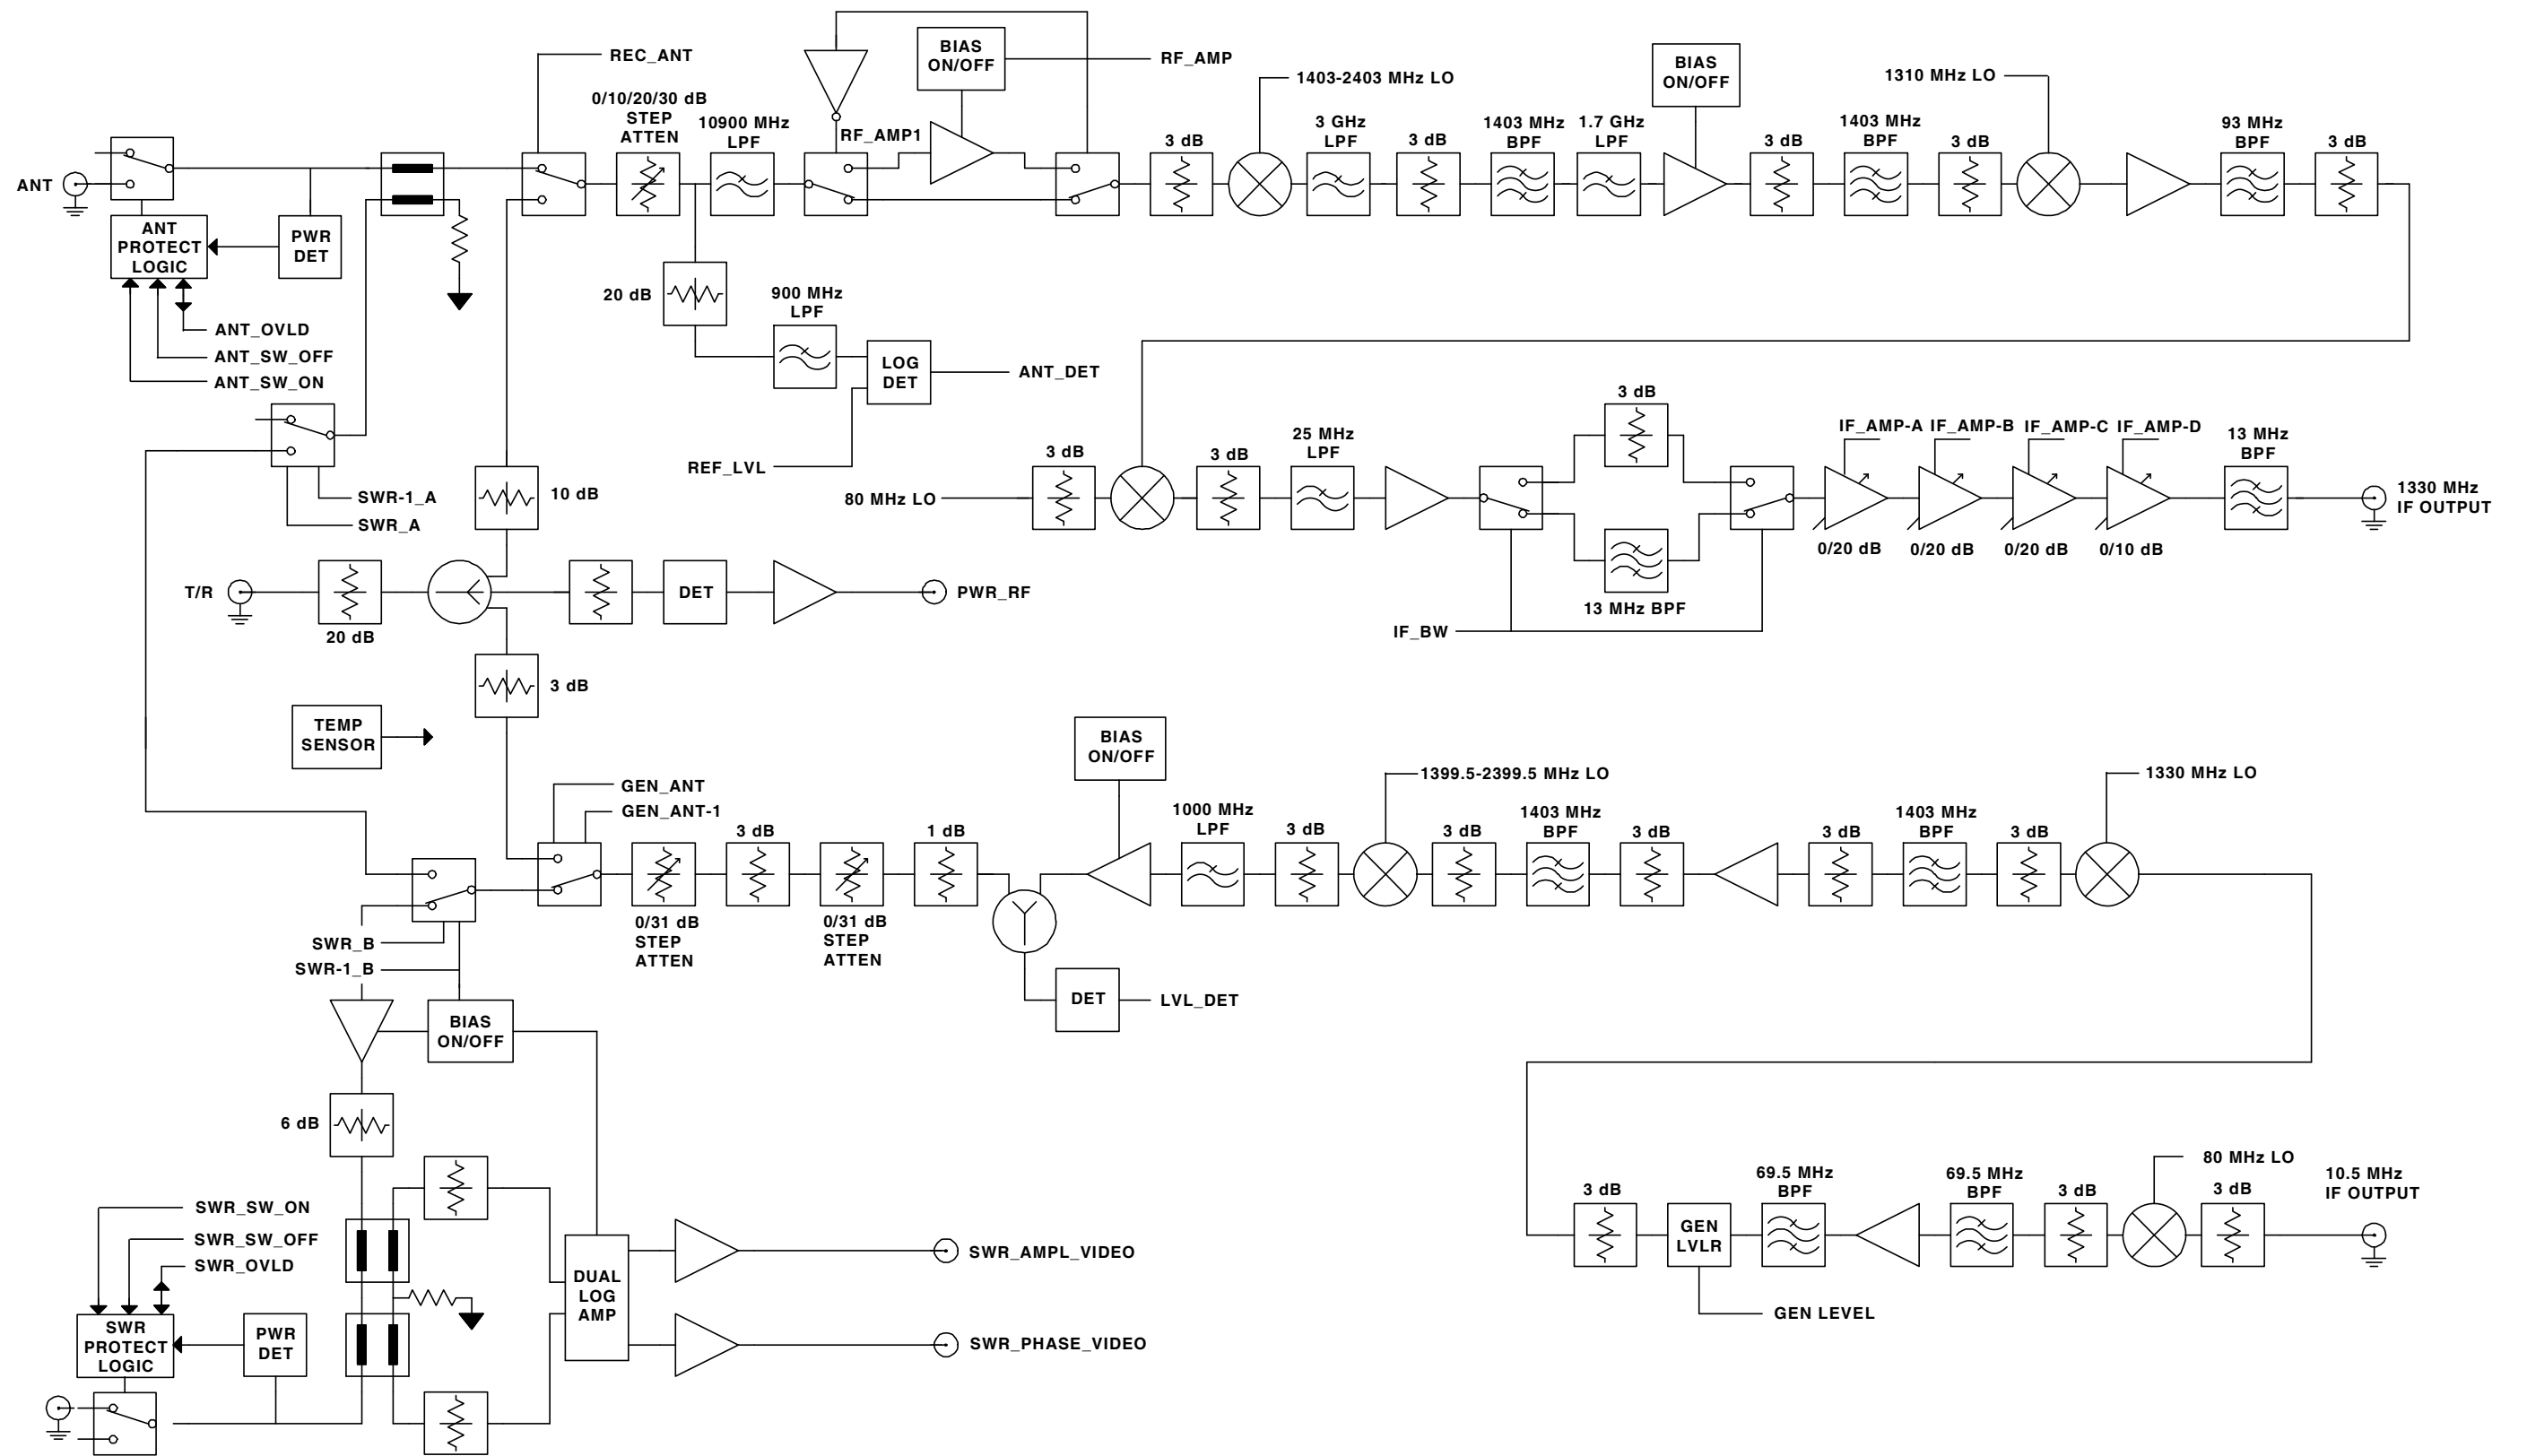 REC_ANT
BIAS
ON/OFF
RF_AMP
BIAS
ON/OFF
1403-2403 MHz LO
1310 MHz LO
0/10/20/30 dB
STEP
ATTEN
10900 MHz
LPF
RF_AMP1
3 dB
3 GHz
LPF
3 dB
1403 MHz
BPF
1.7 GHz
LPF
3 dB
1403 MHz
BPF
3 dB
93 MHz
BPF
3 dB
ANT
ANT
PROTECT
LOGIC
PWR
DET
ANT_OVLD
ANT_SW_OFF
ANT_SW_ON
20 dB
900 MHz
LPF
LOG
DET
ANT_DET
REF_LVL
SWR-1_A
SWR_A
10 dB
80 MHz LO
3 dB
3 dB
25 MHz
LPF
3 dB
13 MHz BPF
IF_BW
IF_AMP-A
IF_AMP-B
IF_AMP-C
IF_AMP-D
0/20 dB
0/20 dB
0/20 dB
0/10 dB
13 MHz
BPF
1330 MHz
IF OUTPUT
T/R
20 dB
DET
PWR_RF
3 dB
TEMP
SENSOR
GEN_ANT
GEN_ANT-1
0/31 dB
STEP
ATTEN
3 dB
0/31 dB
STEP
ATTEN
1 dB
BIAS
ON/OFF
1000 MHz
LPF
3 dB
1399.5-2399.5 MHz LO
3 dB
1403 MHz
BPF
3 dB
3 dB
1403 MHz
BPF
3 dB
1330 MHz LO
DET
LVL_DET
SWR_B
SWR-1_B
BIAS
ON/OFF
6 dB
SWR_SW_ON
SWR_SW_OFF
SWR_OVLD
SWR
PROTECT
LOGIC
PWR
DET
DUAL
LOG
AMP
SWR_AMPL_VIDEO
SWR_PHASE_VIDEO
3 dB
GEN
LVLR
GEN LEVEL
69.5 MHz
BPF
69.5 MHz
BPF
3 dB
80 MHz LO
3 dB
10.5 MHz
IF OUTPUT